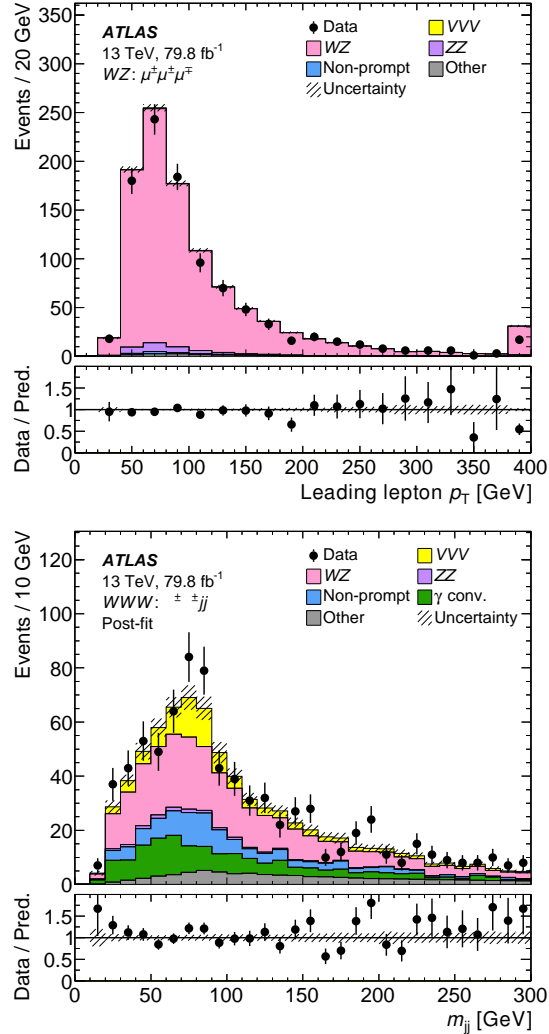 Events / 20 GeV
ATLAS
13 TeV, 79.8 fb⁻¹
WZ: μ±μ±μ∓
Data
VVV
WZ
ZZ
Non-prompt
Other
Uncertainty
350
300
250
200
150
100
50
0
Data / Pred.
1.5
1
0.5
0
0 50 100 150 200 250 300 350 400
Leading lepton pT [GeV]
Events / 10 GeV
ATLAS
13 TeV, 79.8 fb⁻¹
WWW: ± ±jj
Post-fit
Data
VVV
WZ
ZZ
Non-prompt
γ conv.
Other
Uncertainty
120
100
80
60
40
20
0
Data / Pred.
1.5
1
0.5
0
0 50 100 150 200 250 300
mjj [GeV]